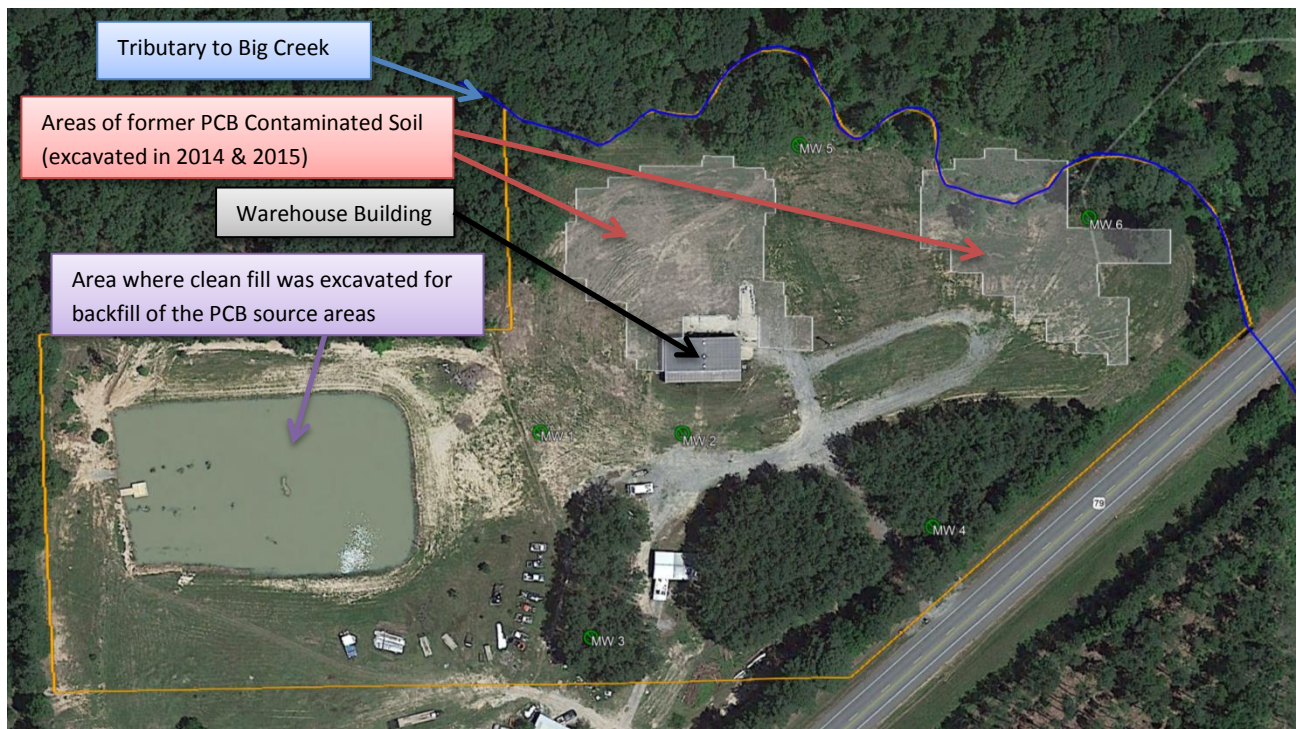 Tributary to Big Creek
Areas of former PCB Contaminated Soil
(excavated in 2014 & 2015)
Warehouse Building
Area where clean fill was excavated for
backfill of the PCB source areas
MW 5
MW 6
MW 1
MW 2
79
MW 4
MW 3